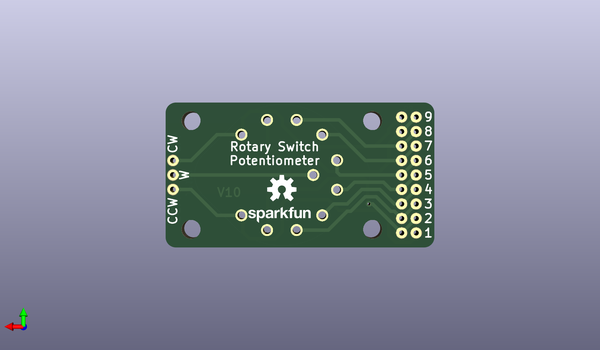 CW
W
CCW
Rotary Switch
Potentiometer
V10
sparkfun
9
8
7
6
5
4
3
2
1